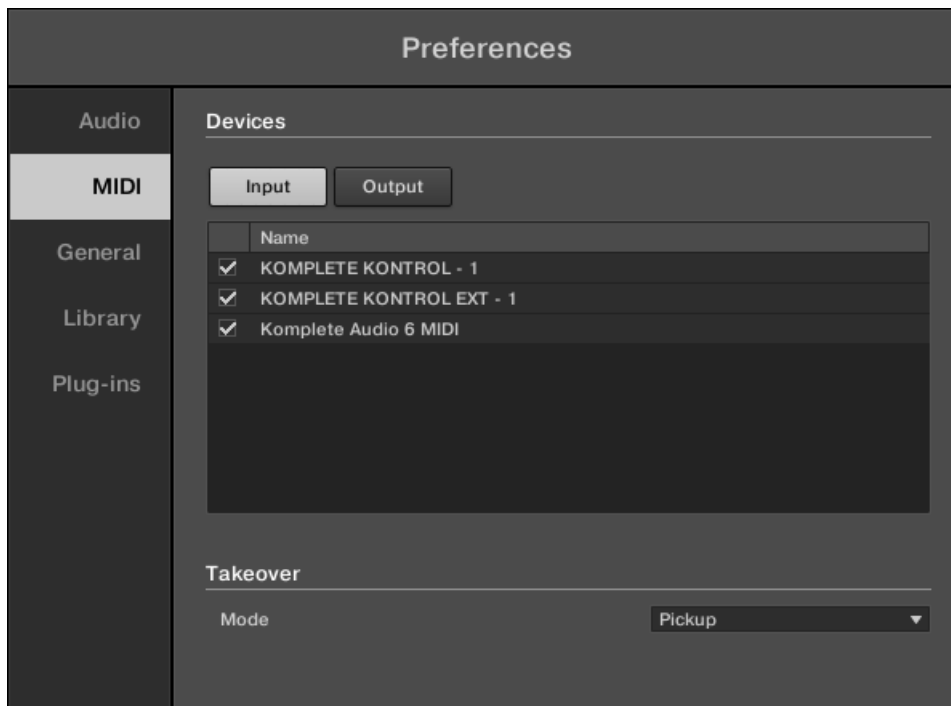 Preferences
Audio
MIDI
General
Library
Plug-ins
Devices
Input Output
Name
KOMPLETE KONTROL - 1
KOMPLETE KONTROL EXT - 1
Komplete Audio 6 MIDI
Takeover
Mode Pickup